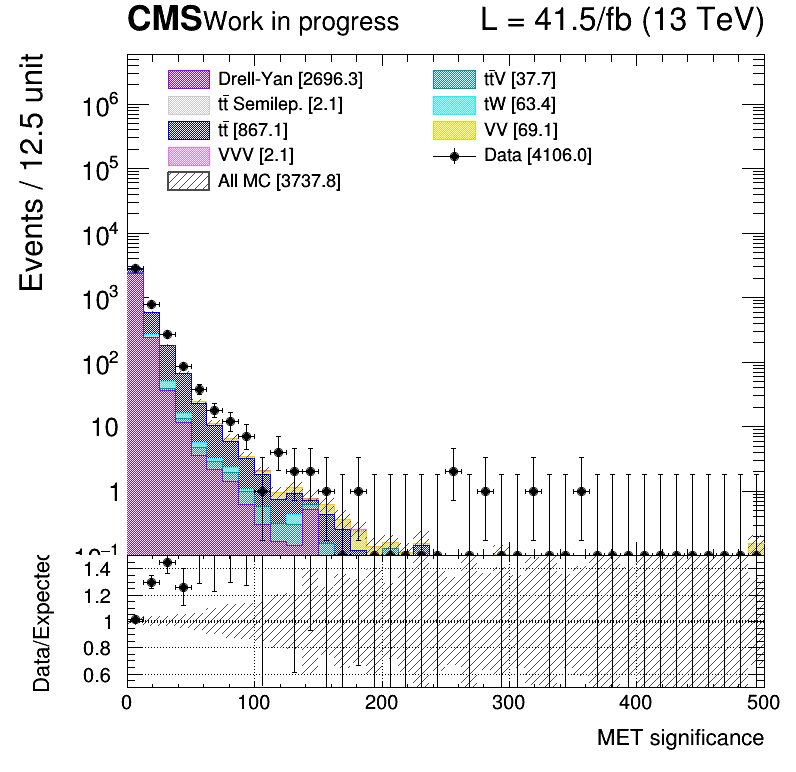 CMS Work in progress L = 41.5/fb (13 TeV)
Drell-Yan [2696.3] tt̄V [37.7]
tt̄ Semilep. [2.1] tW [63.4]
tt̄ [867.1] VV [69.1]
VVV [2.1] Data [4106.0]
All MC [3737.8]
Events / 12.5 unit
10⁶
10⁵
10⁴
10³
10²
10
1
10⁻¹
Data/Expected
1.4
1.2
1
0.8
0.6
0 100 200 300 400 500
MET significance